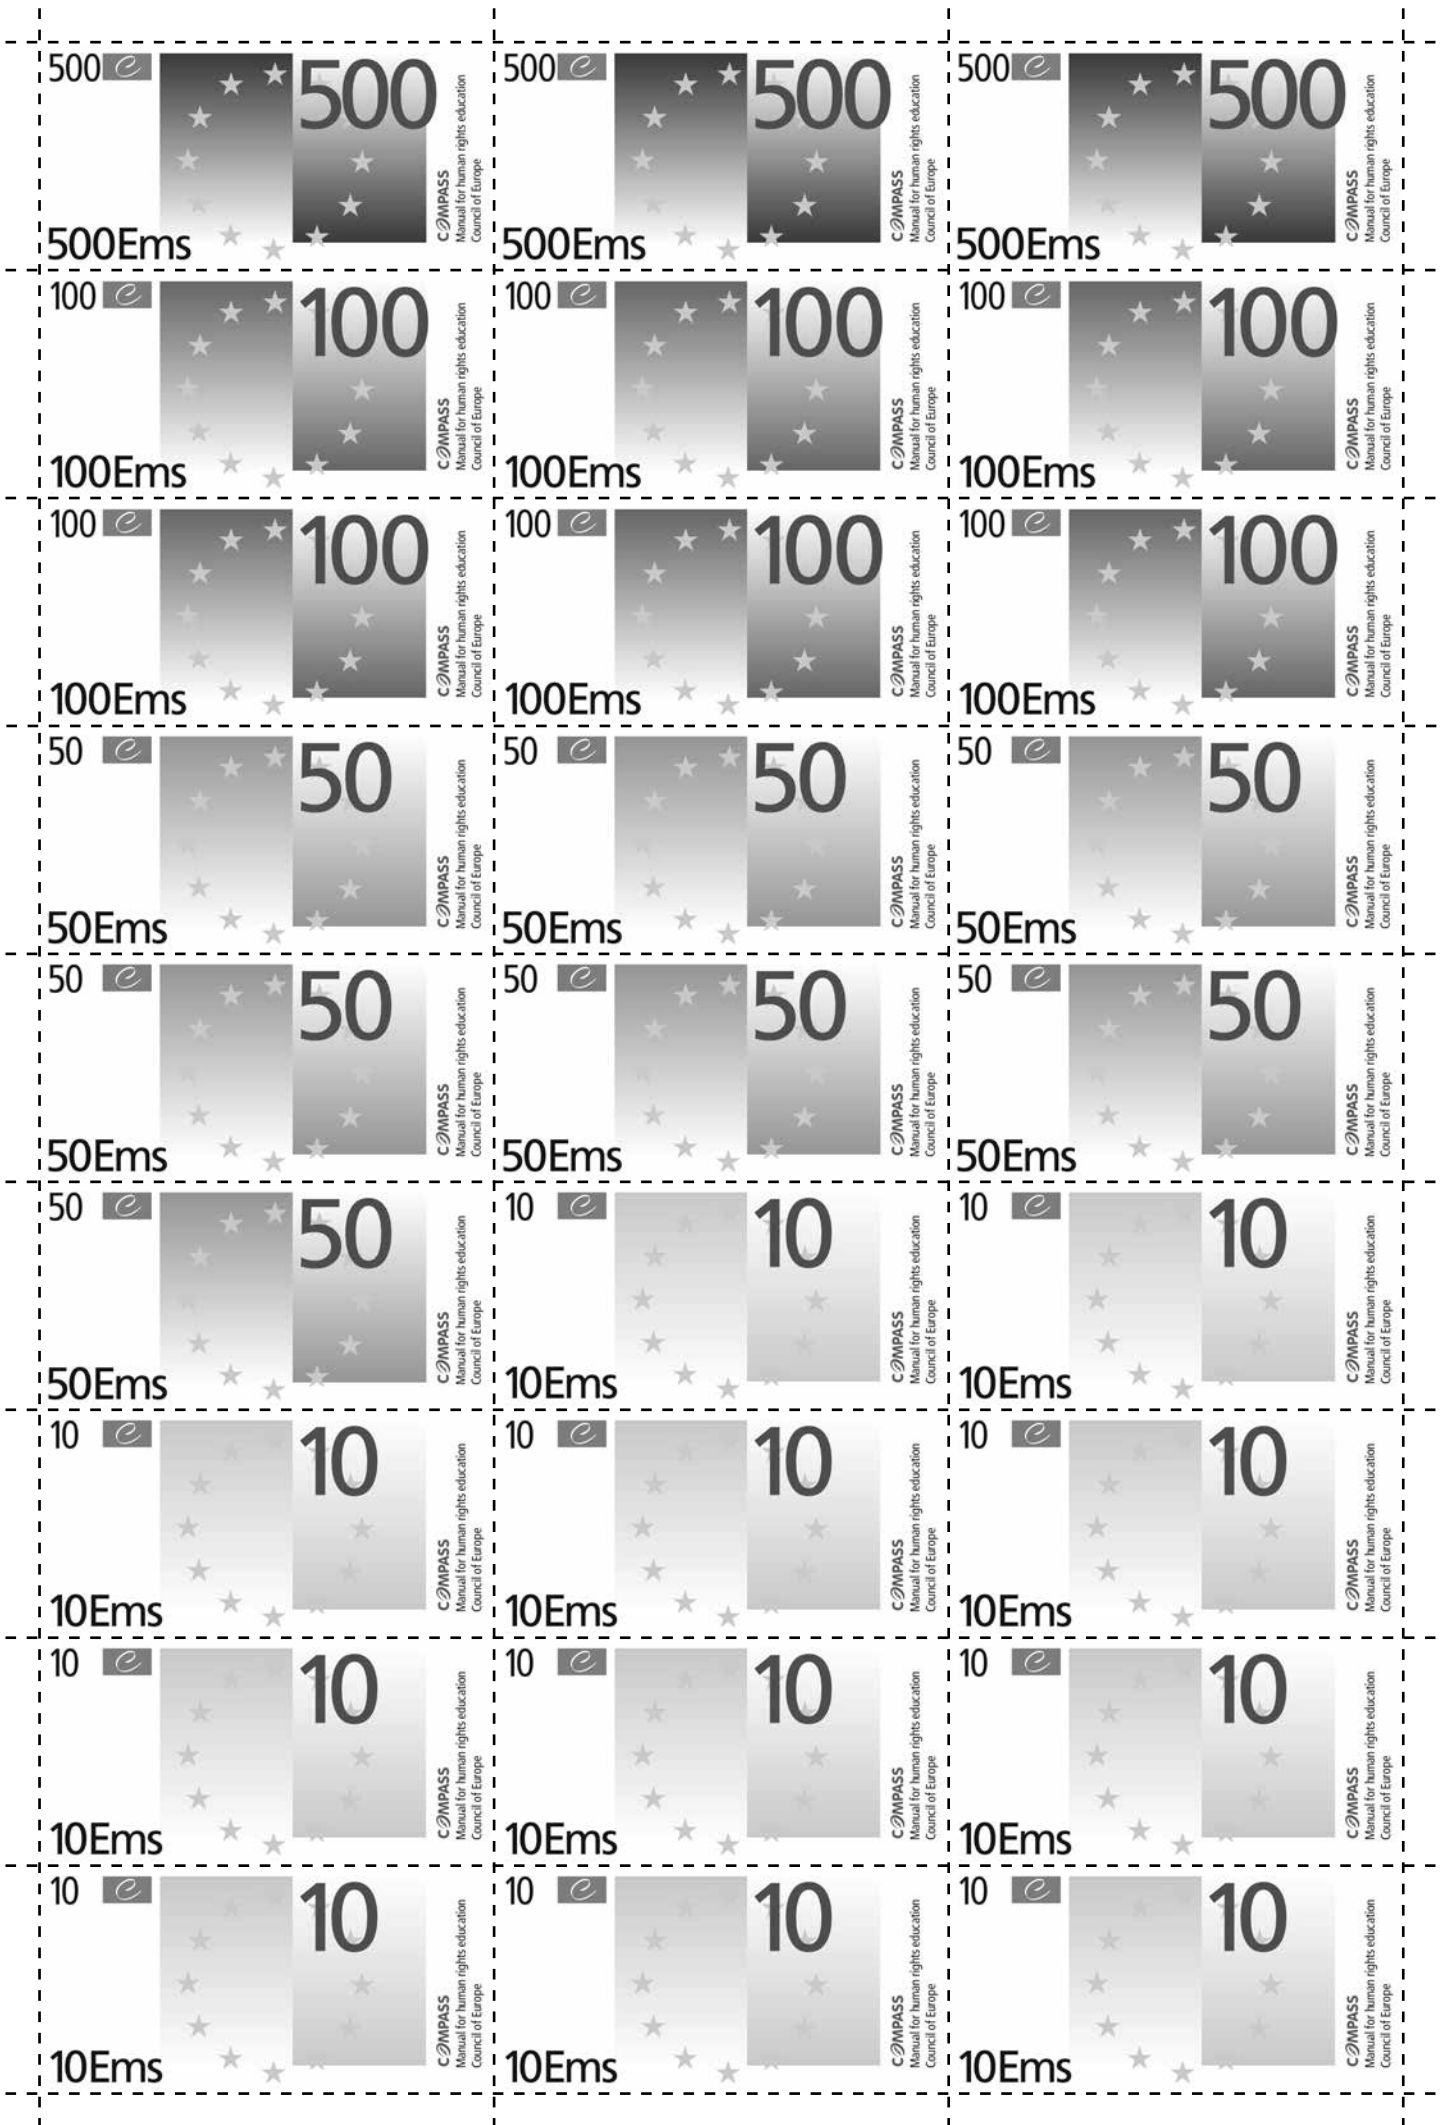 500 500
COMPASS
Manual for human rights education
Council of Europe
500Ems
500 500
COMPASS
Manual for human rights education
Council of Europe
500Ems
500 500
COMPASS
Manual for human rights education
Council of Europe
500Ems
100 100
COMPASS
Manual for human rights education
Council of Europe
100Ems
100 100
COMPASS
Manual for human rights education
Council of Europe
100Ems
100 100
COMPASS
Manual for human rights education
Council of Europe
100Ems
100 100
COMPASS
Manual for human rights education
Council of Europe
100Ems
100 100
COMPASS
Manual for human rights education
Council of Europe
100Ems
100 100
COMPASS
Manual for human rights education
Council of Europe
100Ems
50 50
COMPASS
Manual for human rights education
Council of Europe
50Ems
50 50
COMPASS
Manual for human rights education
Council of Europe
50Ems
50 50
COMPASS
Manual for human rights education
Council of Europe
50Ems
50 50
COMPASS
Manual for human rights education
Council of Europe
50Ems
50 50
COMPASS
Manual for human rights education
Council of Europe
50Ems
50 50
COMPASS
Manual for human rights education
Council of Europe
50Ems
50 50
COMPASS
Manual for human rights education
Council of Europe
50Ems
10 10
COMPASS
Manual for human rights education
Council of Europe
10Ems
10 10
COMPASS
Manual for human rights education
Council of Europe
10Ems
10 10
COMPASS
Manual for human rights education
Council of Europe
10Ems
10 10
COMPASS
Manual for human rights education
Council of Europe
10Ems
10 10
COMPASS
Manual for human rights education
Council of Europe
10Ems
10 10
COMPASS
Manual for human rights education
Council of Europe
10Ems
10 10
COMPASS
Manual for human rights education
Council of Europe
10Ems
10 10
COMPASS
Manual for human rights education
Council of Europe
10Ems
10 10
COMPASS
Manual for human rights education
Council of Europe
10Ems
10 10
COMPASS
Manual for human rights education
Council of Europe
10Ems
10 10
COMPASS
Manual for human rights education
Council of Europe
10Ems